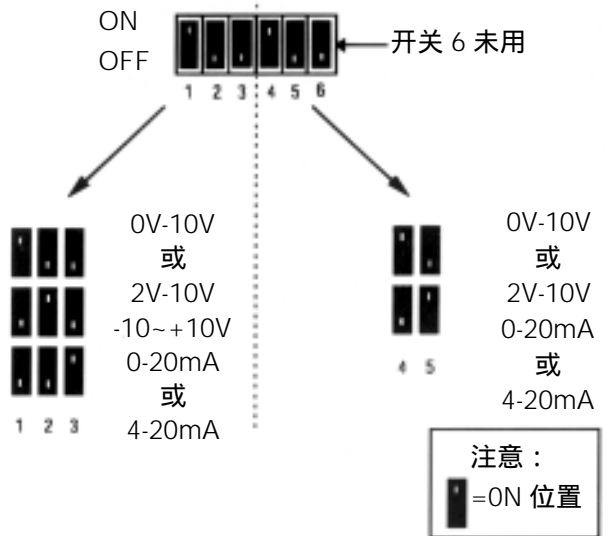 ON
OFF
开关 6 未用
1 2 3 4 5 6
0V-10V
或
2V-10V
-10~+10V
0-20mA
或
4-20mA
1 2 3
0V-10V
或
2V-10V
0-20mA
或
4-20mA
4 5
注意：
=0N 位置